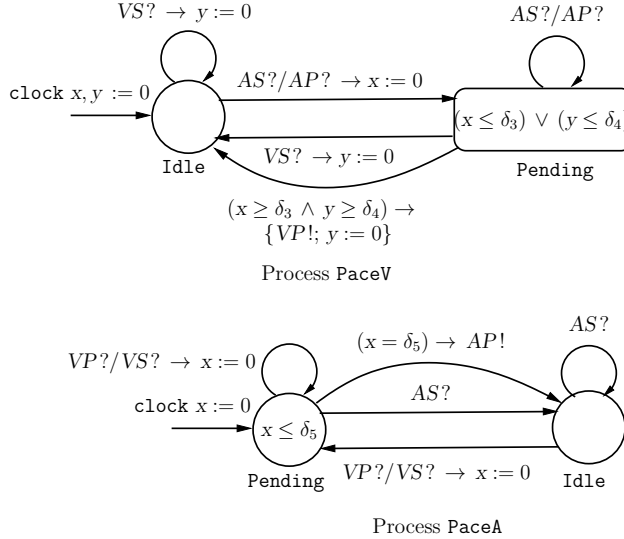 VS? → y:=0
AS?/AP?
clock x, y := 0
AS?/AP? → x:=0
(x ≤ δ₃) ∨ (y ≤ δ₄)
VS? → y:=0
Idle
Pending
(x ≥ δ₃ ∧ y ≥ δ₄) →
{VP!; y := 0}
Process PaceV
AS?
(x = δ₅) → AP!
VP?/VS? → x:=0
AS?
clock x:=0
x ≤ δ₅
VP?/VS? → x:=0
Pending
Idle
Process PaceA